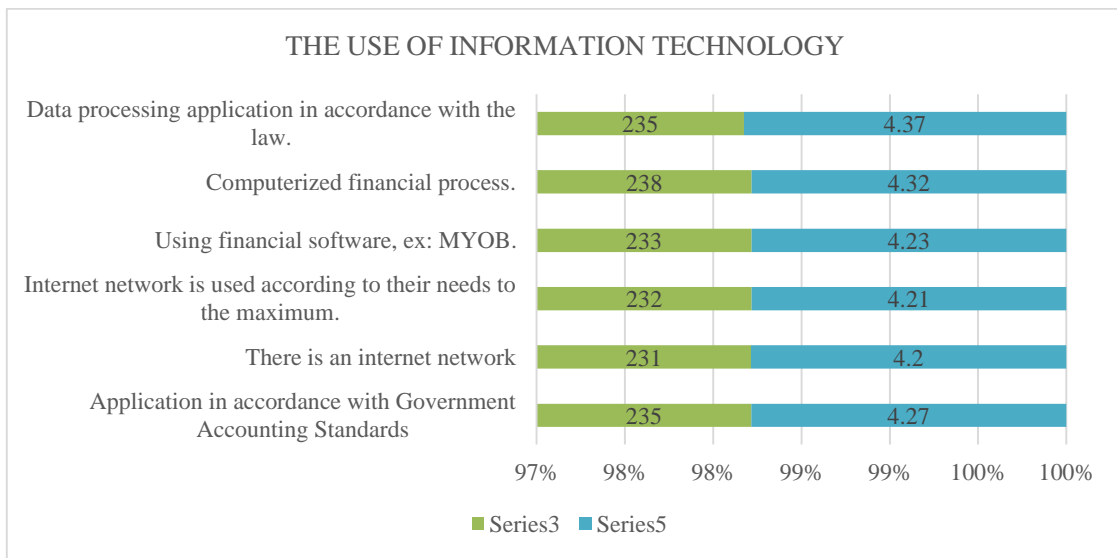 THE USE OF INFORMATION TECHNOLOGY
Data processing application in accordance with the
law.
235
4.37
Computerized financial process.
238
4.32
Using financial software, ex: MYOB.
233
4.23
Internet network is used according to their needs to
the maximum.
232
4.21
There is an internet network
231
4.2
Application in accordance with Government
Accounting Standards
235
4.27
97% 98% 98% 99% 99% 100% 100%
Series3 Series5